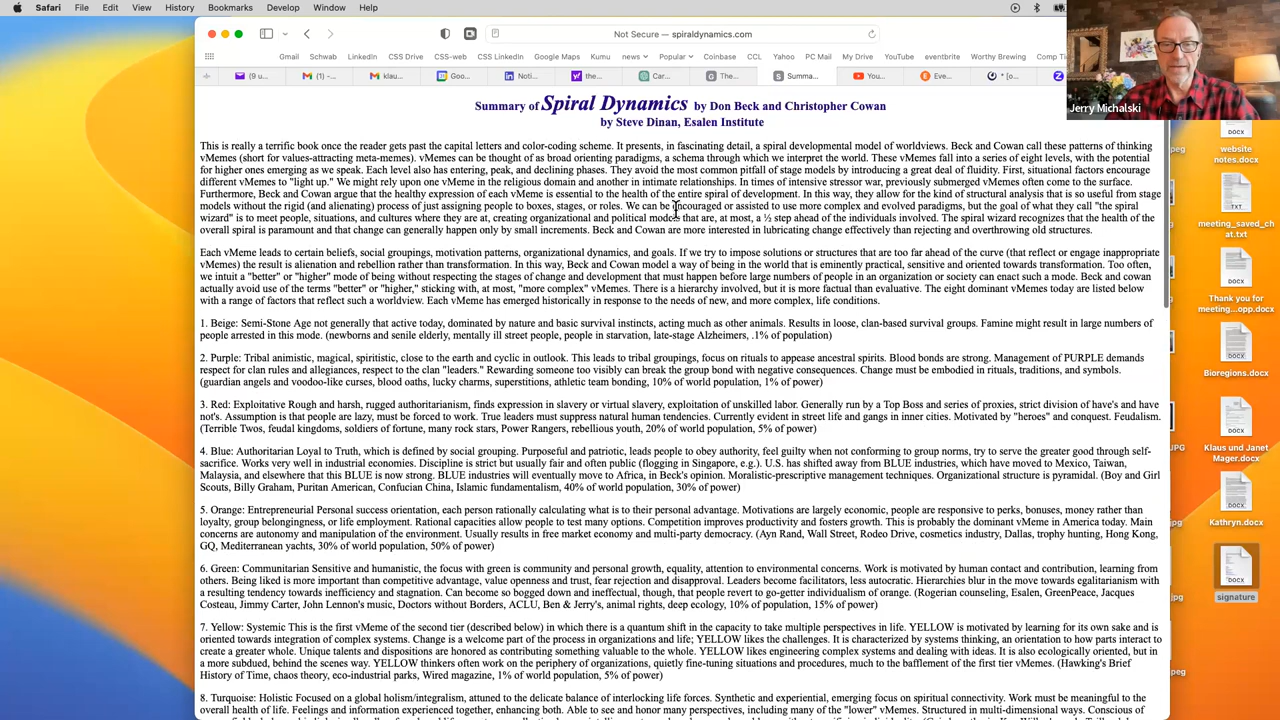 Safari File Edit View History Bookmarks Develop Window Help
Not Secure — spiraldynamics.com
Gmail Schwab LinkedIn CSS Drive CSS-web CSS LinkedIn Google Maps Kumu news Popular Coinbase CCL Yahoo PC Mail My Drive YouTube eventbrite Worthy Brewing
(9 u... (1) –... klau... Goo... Noti... the... Car... The... Summa... You... Eve... * [o...
Jerry Michalski
Summary of Spiral Dynamics by Don Beck and Christopher Cowan
by Steve Dinan, Esalen Institute
This is really a terrific book once the reader gets past the capital letters and color-coding scheme. It presents, in fascinating detail, a spiral developmental model of worldviews. Beck and Cowan call these patterns of thinking
vMemes (short for values-attracting meta-memes). vMemes can be thought of as broad orienting paradigms, a schema through which we interpret the world. These vMemes fall into a series of eight levels, with the potential
for higher ones emerging as we speak. Each level also has entering, peak, and declining phases. They avoid the most common pitfall of stage models by introducing a great deal of fluidity. First, situational factors encourage
different vMemes to "light up." We might rely upon one vMeme in the religious domain and another in intimate relationships. In times of intensive stressor war, previously submerged vMemes often come to the surface.
Furthermore, Beck and Cowan argue that the healthy expression of each vMeme is essential to the health of the entire spiral of development. In this way, they allow for the kind of structural analysis that is so useful from stage
models without the rigid (and alienating) process of just assigning people to boxes, stages, or roles. We can be encouraged or assisted to use more complex and evolved paradigms, but the goal of what they call "the spiral
wizard" is to meet people, situations, and cultures where they are at, creating organizational and political modes that are, at most, a ½ step ahead of the individuals involved. The spiral wizard recognizes that the health of the
overall spiral is paramount and that change can generally happen only by small increments. Beck and Cowan are more interested in lubricating change effectively than rejecting and overthrowing old structures.
Each vMeme leads to certain beliefs, social groupings, motivation patterns, organizational dynamics, and goals. If we try to impose solutions or structures that are too far ahead of the curve (that reflect or engage inappropriate
vMemes) the result is alienation and rebellion rather than transformation. In this way, Beck and Cowan model a way of being in the world that is eminently practical, sensitive and oriented towards transformation. Too often,
we intuit a "better" or "higher" mode of being without respecting the stages of change and development that must happen before large numbers of people in an organization or society can enact such a mode. Beck and cowan
actually avoid use of the terms "better" or "higher," sticking with, at most, "more complex" vMemes. There is a hierarchy involved, but it is more factual than evaluative. The eight dominant vMemes today are listed below
with a range of factors that reflect such a worldview. Each vMeme has emerged historically in response to the needs of new, and more complex, life conditions.
1. Beige: Semi-Stone Age not generally that active today, dominated by nature and basic survival instincts, acting much as other animals. Results in loose, clan-based survival groups. Famine might result in large numbers of
people arrested in this mode. (newborns and senile elderly, mentally ill street people, people in starvation, late-stage Alzheimers, .1% of population)
2. Purple: Tribal animistic, magical, spiritistic, close to the earth and cyclic in outlook. This leads to tribal groupings, focus on rituals to appease ancestral spirits. Blood bonds are strong. Management of PURPLE demands
respect for clan rules and allegiances, respect to the clan "leaders." Rewarding someone too visibly can break the group bond with negative consequences. Change must be embodied in rituals, traditions, and symbols.
(guardian angels and voodoo-like curses, blood oaths, lucky charms, superstitions, athletic team bonding, 10% of world population, 1% of power)
3. Red: Exploitative Rough and harsh, rugged authoritarianism, finds expression in slavery or virtual slavery, exploitation of unskilled labor. Generally run by a Top Boss and series of proxies, strict division of have's and have
not's. Assumption is that people are lazy, must be forced to work. True leaders must suppress natural human tendencies. Currently evident in street life and gangs in inner cities. Motivated by "heroes" and conquest. Feudalism.
(Terrible Twos, feudal kingdoms, soldiers of fortune, many rock stars, Power Rangers, rebellious youth, 20% of world population, 5% of power)
4. Blue: Authoritarian Loyal to Truth, which is defined by social grouping. Purposeful and patriotic, leads people to obey authority, feel guilty when not conforming to group norms, try to serve the greater good through self-
sacrifice. Works very well in industrial economies. Discipline is strict but usually fair and often public (flogging in Singapore, e.g.). U.S. has shifted away from BLUE industries, which have moved to Mexico, Taiwan,
Malaysia, and elsewhere that this BLUE is now strong. BLUE industries will eventually move to Africa, in Beck's opinion. Moralistic-prescriptive management techniques. Organizational structure is pyramidal. (Boy and Girl
Scouts, Billy Graham, Puritan American, Confucian China, Islamic fundamentalism, 40% of world population, 30% of power)
5. Orange: Entrepreneurial Personal success orientation, each person rationally calculating what is to their personal advantage. Motivations are largely economic, people are responsive to perks, bonuses, money rather than
loyalty, group belongingness, or life employment. Rational capacities allow people to test many options. Competition improves productivity and fosters growth. This is probably the dominant vMeme in America today. Main
concerns are autonomy and manipulation of the environment. Usually results in free market economy and multi-party democracy. (Ayn Rand, Wall Street, Rodeo Drive, cosmetics industry, Dallas, trophy hunting, Hong Kong,
GQ, Mediterranean yachts, 30% of world population, 50% of power)
6. Green: Communitarian Sensitive and humanistic, the focus with green is community and personal growth, equality, attention to environmental concerns. Work is motivated by human contact and contribution, learning from
others. Being liked is more important than competitive advantage, value openness and trust, fear rejection and disapproval. Leaders become facilitators, less autocratic. Hierarchies blur in the move towards egalitarianism with
a resulting tendency towards inefficiency and stagnation. Can become so bogged down and ineffectual, though, that people revert to go-getter individualism of orange. (Rogerian counseling, Esalen, GreenPeace, Jacques
Costeau, Jimmy Carter, John Lennon's music, Doctors without Borders, ACLU, Ben & Jerry's, animal rights, deep ecology, 10% of population, 15% of power)
7. Yellow: Systemic This is the first vMeme of the second tier (described below) in which there is a quantum shift in the capacity to take multiple perspectives in life. YELLOW is motivated by learning for its own sake and is
oriented towards integration of complex systems. Change is a welcome part of the process in organizations and life; YELLOW likes the challenges. It is characterized by systems thinking, an orientation to how parts interact to
create a greater whole. Unique talents and dispositions are honored as contributing something valuable to the whole. YELLOW likes engineering complex systems and dealing with ideas. It is also ecologically oriented, but in
a more subdued, behind the scenes way. YELLOW thinkers often work on the periphery of organizations, quietly fine-tuning situations and procedures, much to the bafflement of the first tier vMemes. (Hawking's Brief
History of Time, chaos theory, eco-industrial parks, Wired magazine, 1% of world population, 5% of power)
8. Turquoise: Holistic Focused on a global holism/integralism, attuned to the delicate balance of interlocking life forces. Synthetic and experiential, emerging focus on spiritual connectivity. Work must be meaningful to the
overall health of life. Feelings and information experienced together, enhancing both. Able to see and honor many perspectives, including many of the "lower" vMemes. Structured in multi-dimensional ways. Conscious of
DOCX
website
notes.docx
TXT
meeting_saved_ch
at.txt
DOCX
Thank you for
meeting...opp.docx
DOCX
Bioregions.docx
DOCX
Klaus und Janet
Mager.docx
DOCX
Kathryn.docx
DOCX
signature